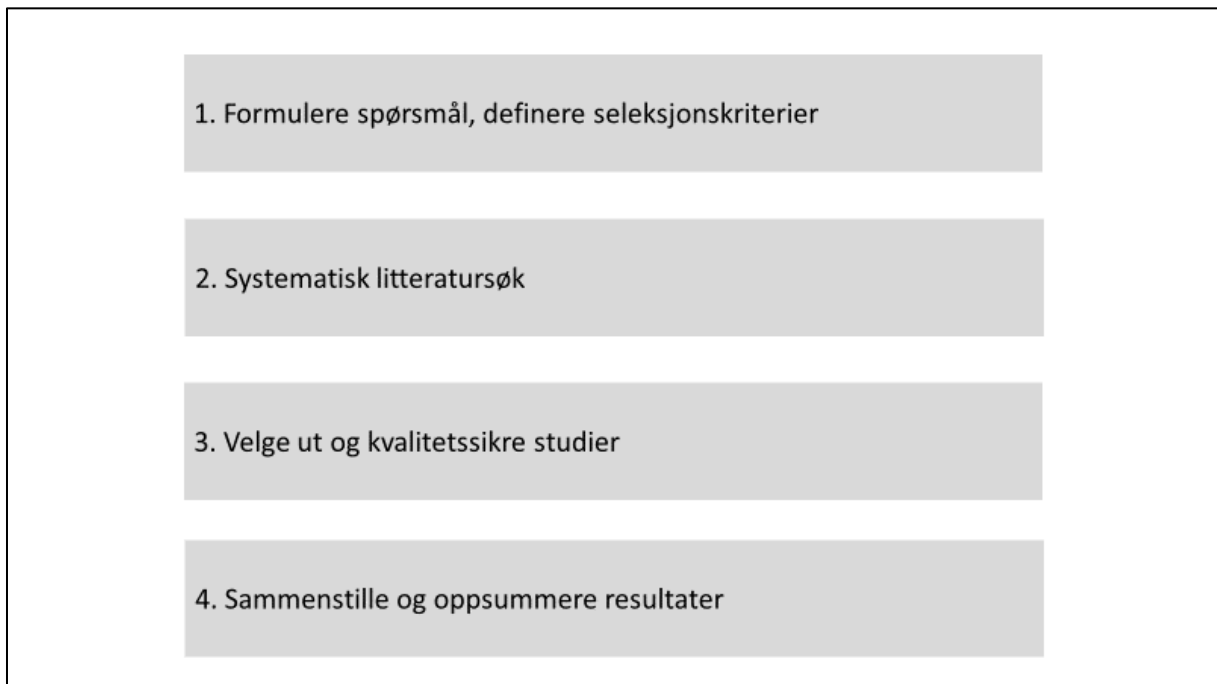 1. Formulere spørsmål, definere seleksjonskriterier
2. Systematisk litteratursøk
3. Velge ut og kvalitetssikre studier
4. Sammenstille og oppsummere resultater